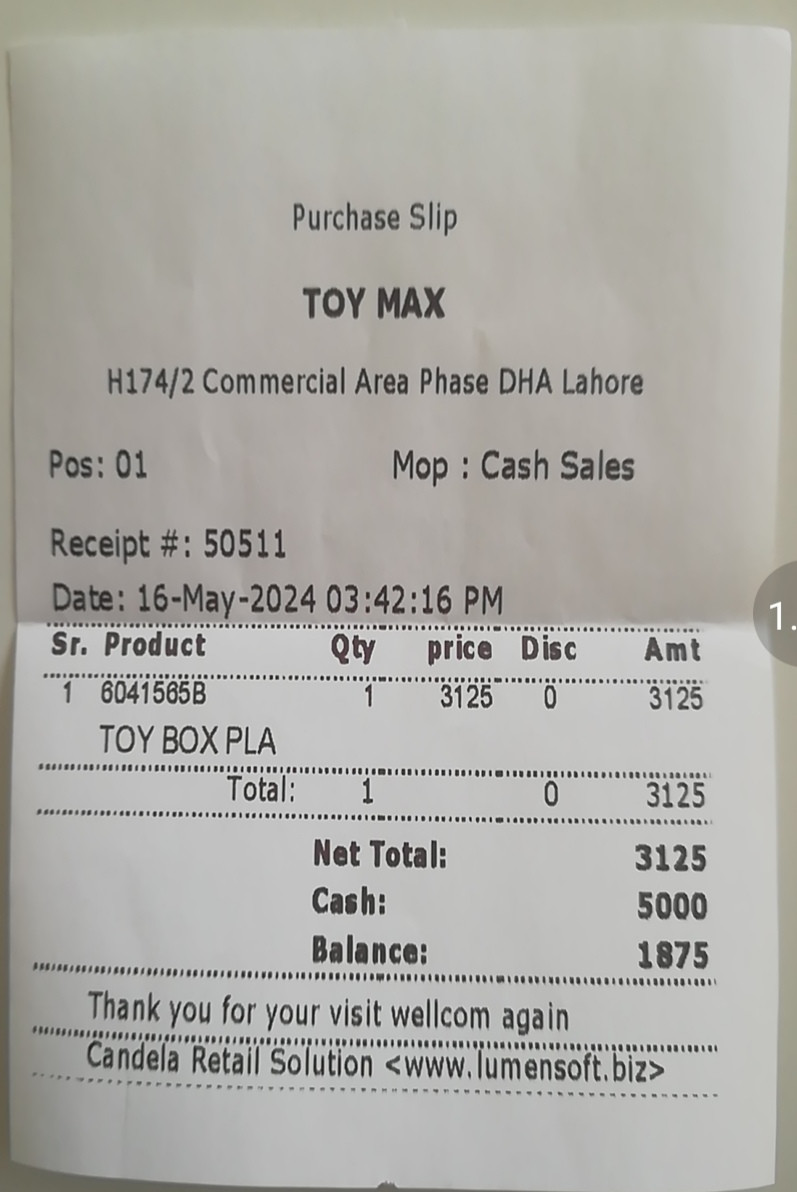 Purchase Slip
TOY MAX
H174/2 Commercial Area Phase DHA Lahore
Pos: 01 Mop : Cash Sales
Receipt #: 50511
Date: 16-May-2024 03:42:16 PM
Sr. Product Qty price Disc Amt
1 6041565B 1 3125 0 3125
TOY BOX PLA
Total: 1 0 3125
Net Total: 3125
Cash: 5000
Balance: 1875
Thank you for your visit wellcom again
Candela Retail Solution <www.lumensoft.biz>
1.